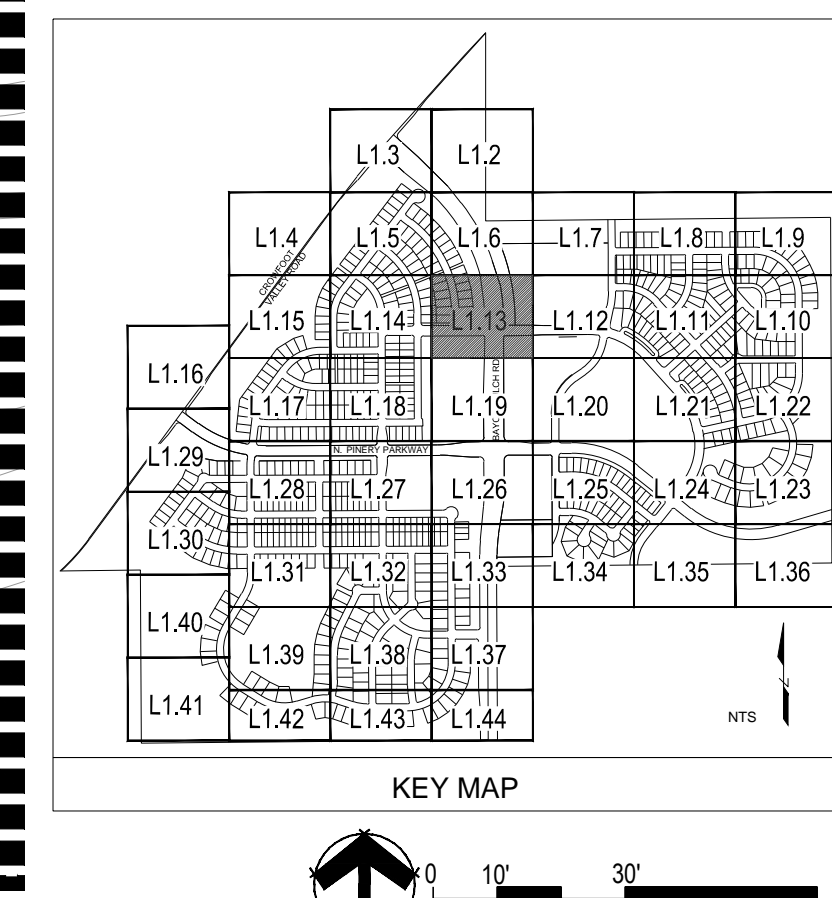 L1.3 L1.2
L1.4 L1.5 L1.6 L1.7 L1.8 L1.9
CROWFOOT
VALLEY ROAD
L1.15 L1.14 L1.13 L1.12 L1.11 L1.10
L1.16
L1.17 L1.18 L1.19 L1.20 L1.21 L1.22
N. PINERY PARKWAY
L1.29 L1.28 L1.27 L1.26 L1.25 L1.24 L1.23
L1.30
L1.31 L1.32 L1.33 L1.34 L1.35 L1.36
L1.40 L1.39 L1.38 L1.37
L1.41 L1.42 L1.43 L1.44
Z
NTS
KEY MAP
0 10' 30'